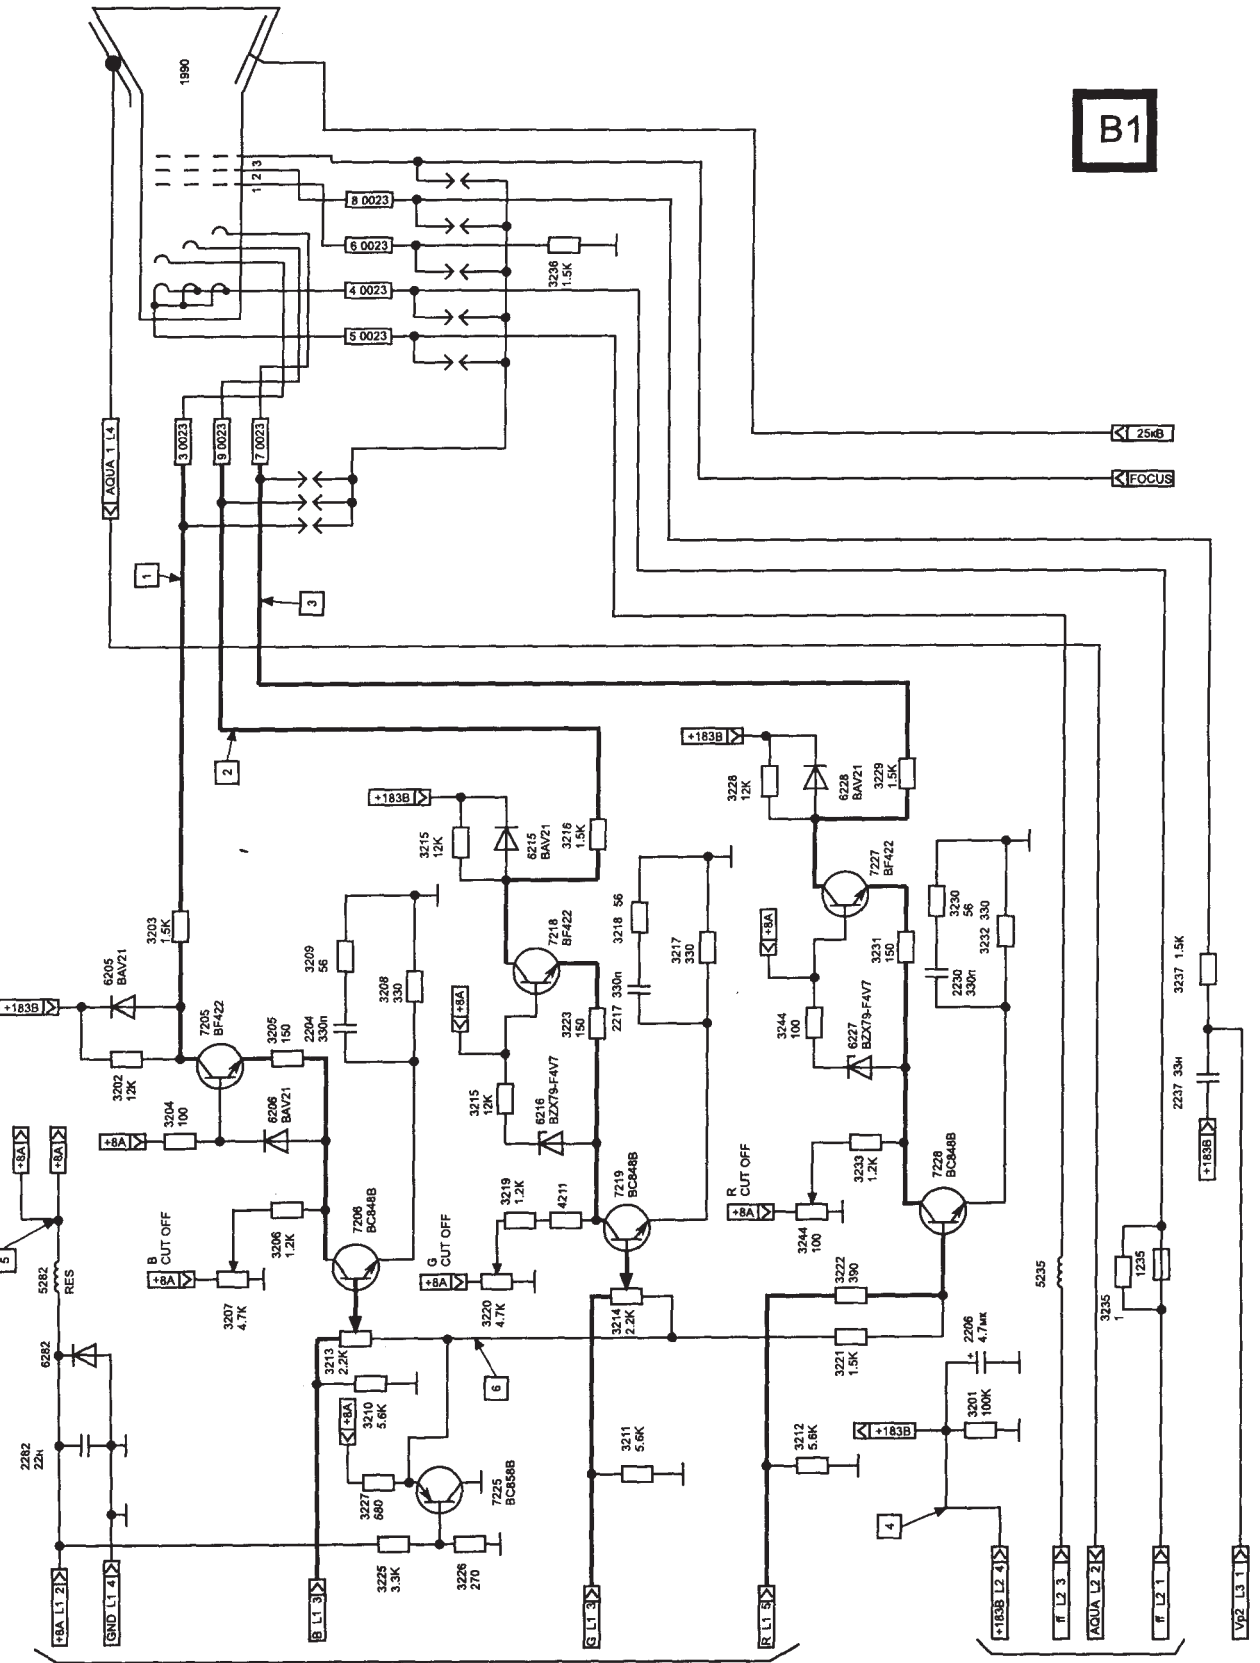 B1
1990
1 2 3
8 0023
6 0023
3236
1.5K
4 0023
5 0023
AQUA 1 L4
3 0023
9 0023
7 0023
25кВ
FOCUS
1
3
2
+183В
3228
12K
6228
BAV21
3229
1.5K
+183В
3215
12K
6215
BAV21
3216
1.5K
7227
BF422
3203
1.5K
6205
BAV21
+183В
7205
BF422
3205
150
3209
56
3208
330
2204
330n
7218
BF422
+8A
3218 56
3217
330
2217 330n
3223
150
+8A
3231
150
3230
56
3232 330
2230
330n
3237 1.5K
3202
12K
3204
100
+8A
6206
BAV21
3215
12K
6216
BZX79-F4V7
3244
100
6227
BZX79-F4V7
2237 33н
+183В
+8A
+8A
5
5282
RES
B
CUT OFF
+8A
3207
4.7K
3206
1.2K
7206
BC848B
G
CUT OFF
+8A
3220
4.7K
3219
1.2K
4211
7219
BC848B
R
CUT OFF
+8A
3244
100
3233
1.2K
7228
BC848B
3214
2.2K
3222
390
5235
3235
1
1235
6282
3213
2.2K
3210
5.6K
+8A
6
3221
1.5K
2206
+
4.7мк
2282
22н
3227
680
7225
BC858B
3211
5.6K
3212
5.6K
+183В
3201
100K
4
3225
3.3K
3226
270
+8A L1 2
GND L1 4
B L1 3
G L1 3
R L1 5
+183В L2 4
ff L2 3
AQUA L2 2
ff L2 1
Vp2 L3 1